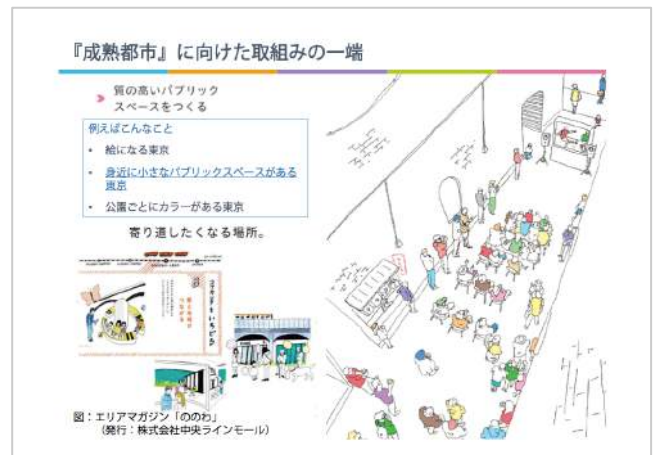 『成熟都市』に向けた取組みの一端
質の高いパブリック
スペースをつくる
例えばこんなこと
• 絵になる東京
• 身近に小さなパブリックスペースがある
東京
• 公園ごとにカラーがある東京
寄り道したくなる場所。
図：エリアマガジン「ののわ」
（発行：株式会社中央ラインモール）